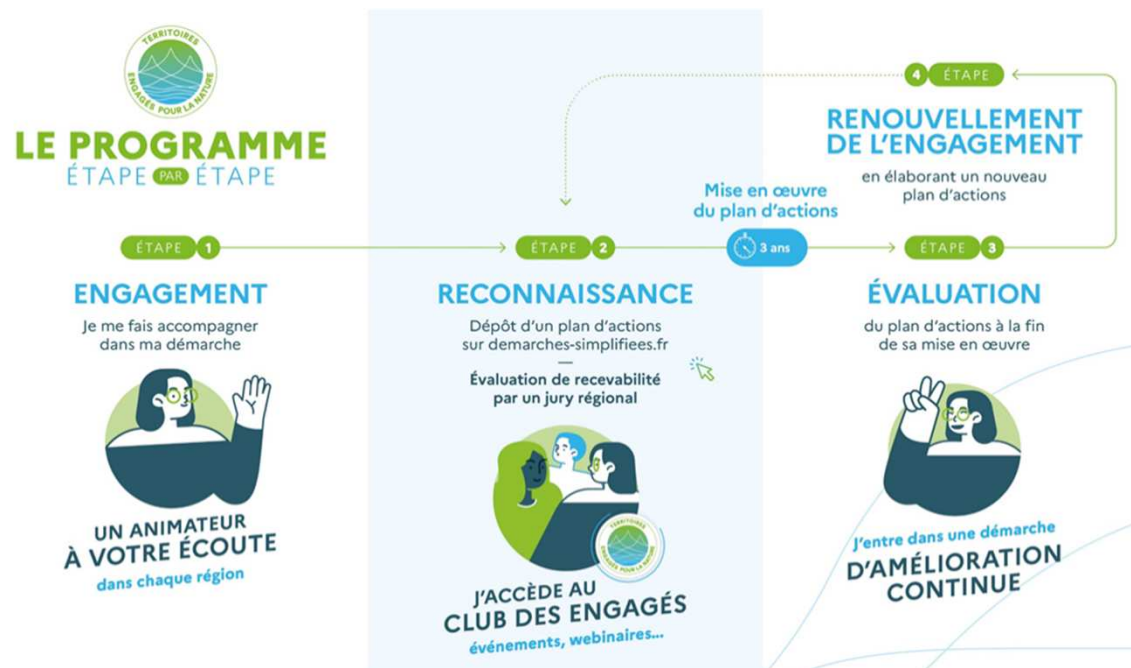 TERRITOIRES
ENGAGÉS POUR LA NATURE
LE PROGRAMME
ÉTAPE PAR ÉTAPE
ÉTAPE 1
ENGAGEMENT
Je me fais accompagner
dans ma démarche
UN ANIMATEUR
À VOTRE ÉCOUTE
dans chaque région
ÉTAPE 2
RECONNAISSANCE
Dépôt d'un plan d'actions
sur demarches-simplifiees.fr
Évaluation de recevabilité
par un jury régional
TERRITOIRES
ENGAGÉS POUR LA NATURE
J'ACCÈDE AU
CLUB DES ENGAGÉS
événements, webinaires...
Mise en œuvre
du plan d'actions
3 ans
ÉTAPE 3
ÉVALUATION
du plan d'actions à la fin
de sa mise en œuvre
J'entre dans une démarche
D'AMÉLIORATION
CONTINUE
4 ÉTAPE
RENOUVELLEMENT
DE L'ENGAGEMENT
en élaborant un nouveau
plan d'actions